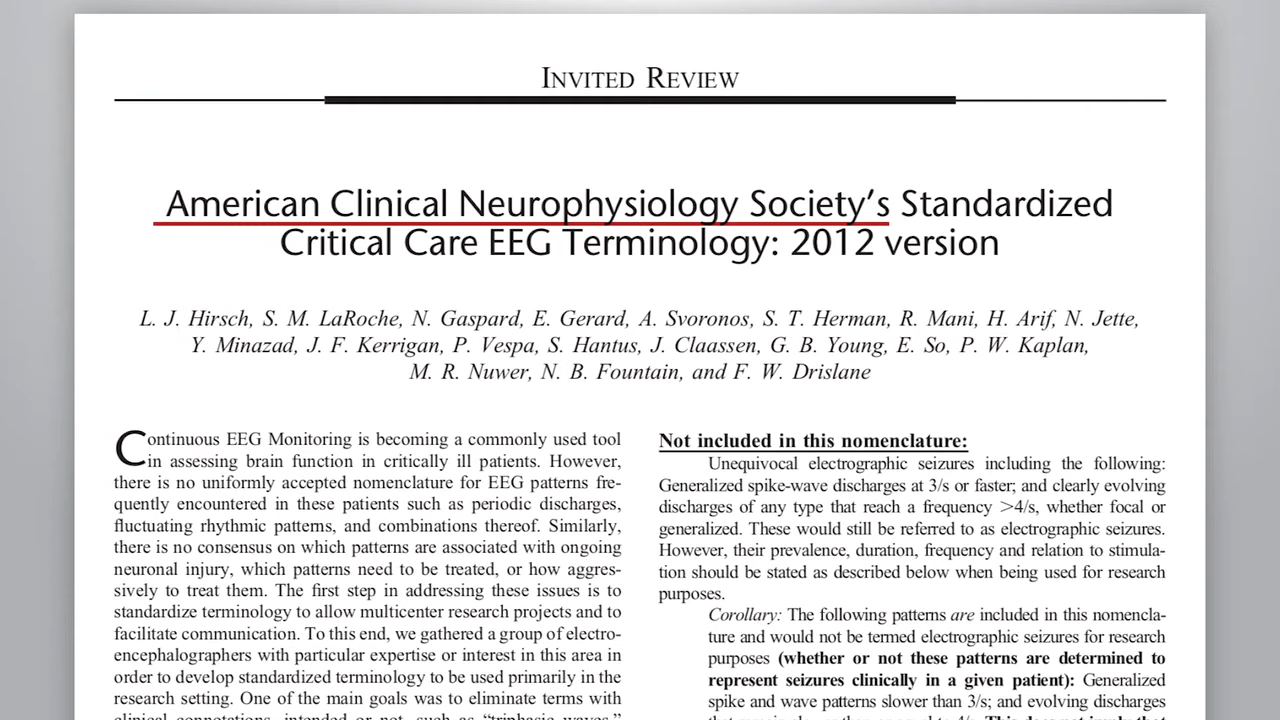 INVITED REVIEW
American Clinical Neurophysiology Society's Standardized
Critical Care EEG Terminology: 2012 version
L. J. Hirsch, S. M. LaRoche, N. Gaspard, E. Gerard, A. Svoronos, S. T. Herman, R. Mani, H. Arif, N. Jette,
Y. Minazad, J. F. Kerrigan, P. Vespa, S. Hantus, J. Claassen, G. B. Young, E. So, P. W. Kaplan,
M. R. Nuwer, N. B. Fountain, and F. W. Drislane
Continuous EEG Monitoring is becoming a commonly used tool
in assessing brain function in critically ill patients. However,
there is no uniformly accepted nomenclature for EEG patterns fre-
quently encountered in these patients such as periodic discharges,
fluctuating rhythmic patterns, and combinations thereof. Similarly,
there is no consensus on which patterns are associated with ongoing
neuronal injury, which patterns need to be treated, or how aggres-
sively to treat them. The first step in addressing these issues is to
standardize terminology to allow multicenter research projects and to
facilitate communication. To this end, we gathered a group of electro-
encephalographers with particular expertise or interest in this area in
order to develop standardized terminology to be used primarily in the
research setting. One of the main goals was to eliminate terms with
clinical connotations, intended or not, such as “triphasic waves,”
Not included in this nomenclature:
Unequivocal electrographic seizures including the following:
Generalized spike-wave discharges at 3/s or faster; and clearly evolving
discharges of any type that reach a frequency >4/s, whether focal or
generalized. These would still be referred to as electrographic seizures.
However, their prevalence, duration, frequency and relation to stimula-
tion should be stated as described below when being used for research
purposes.
Corollary: The following patterns are included in this nomencla-
ture and would not be termed electrographic seizures for research
purposes (whether or not these patterns are determined to
represent seizures clinically in a given patient): Generalized
spike and wave patterns slower than 3/s; and evolving discharges